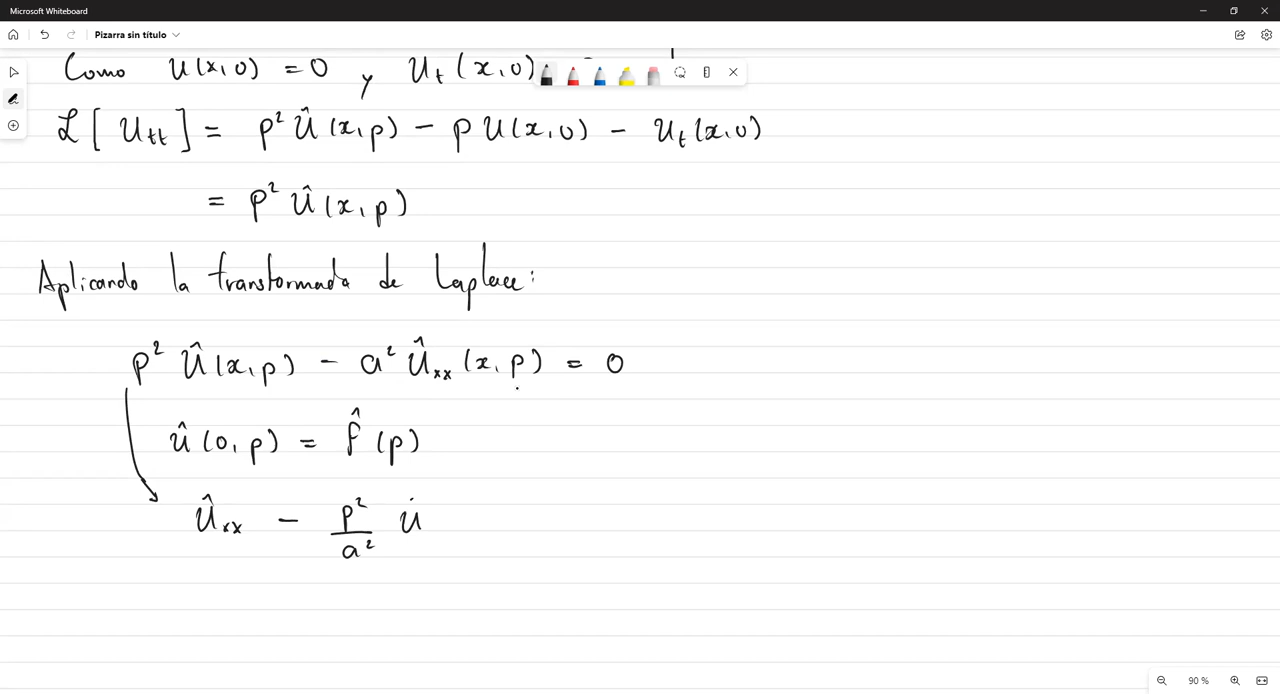 Microsoft Whiteboard
Pizarra sin título
Como u(x,0) = 0 y u_t(x,0)
ℒ[u_tt] = p² û(x,p) − p u(x,0) − u_t(x,0)
= p² û(x,p)
Aplicando la transformada de Laplace:
p² û(x,p) − a² û_xx(x,p) = 0
û(0,p) = f̂(p)
û_xx − p²/a² u
90 %